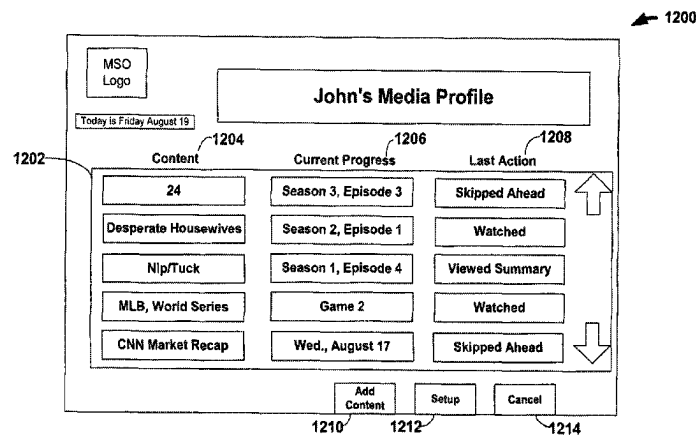 1200
MSO
Logo
John's Media Profile
Today is Friday August 19
1204
1206
1208
1202
Content
Current Progress
Last Action
24
Season 3, Episode 3
Skipped Ahead
Desperate Housewives
Season 2, Episode 1
Watched
Nip/Tuck
Season 1, Episode 4
Viewed Summary
MLB, World Series
Game 2
Watched
CNN Market Recap
Wed., August 17
Skipped Ahead
Add
Content
Setup
Cancel
1210
1212
1214